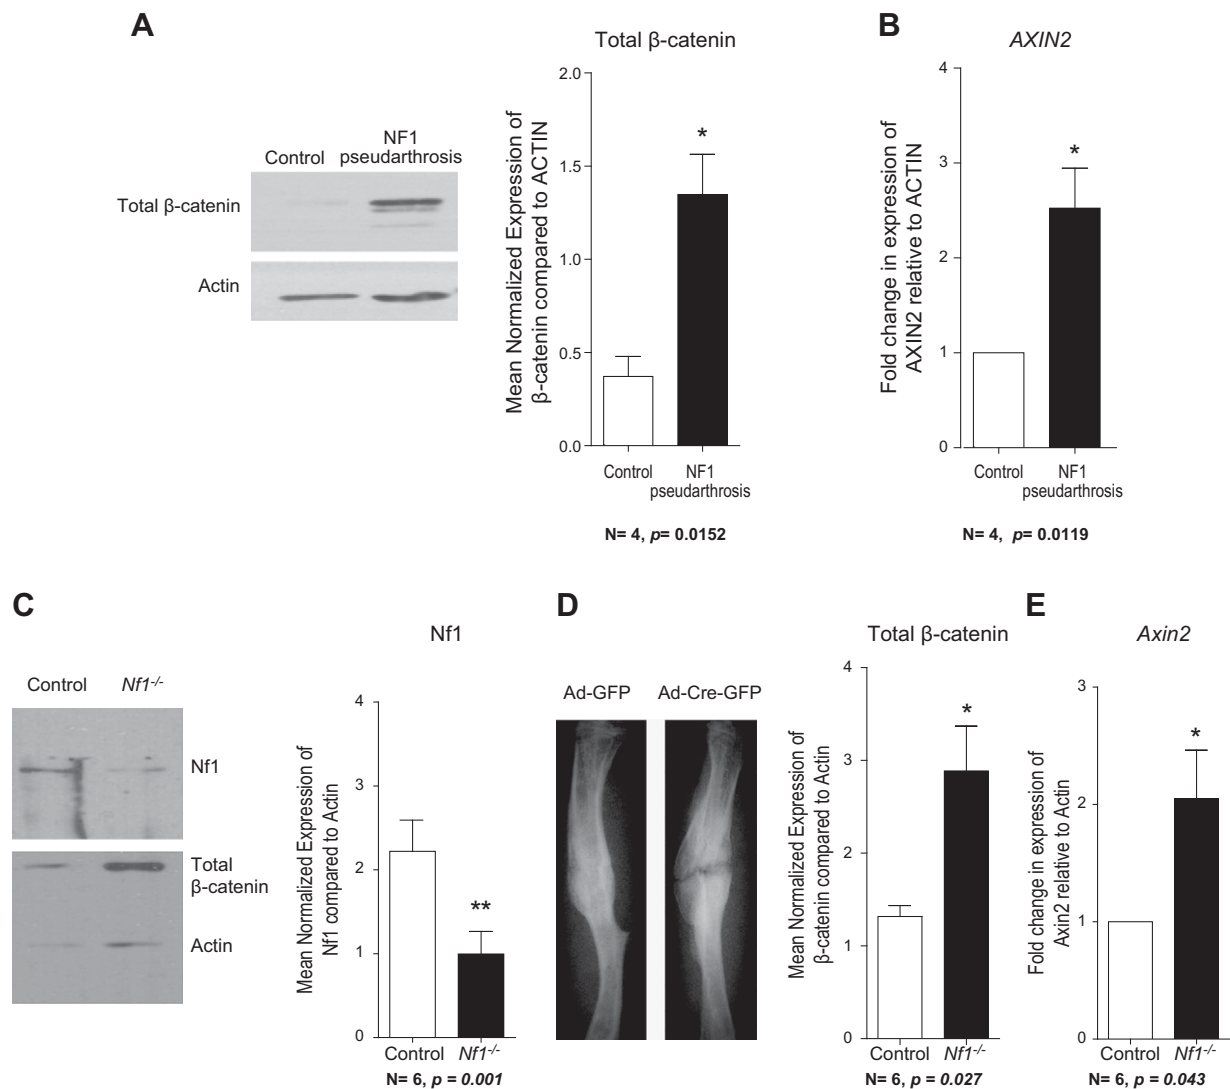 A
Control
NF1
pseudarthrosis
Total β-catenin
Actin
Total β-catenin
Mean Normalized Expression of
β-catenin compared to ACTIN
2.0
1.5
1.0
0.5
0.0
*
Control
NF1
pseudarthrosis
N= 4, p= 0.0152
B
AXIN2
Fold change in expression of
AXIN2 relative to ACTIN
4
3
2
1
0
*
Control
NF1
pseudarthrosis
N= 4, p= 0.0119
C
Control
Nf1-/-
Nf1
Total
β-catenin
Actin
Nf1
Mean Normalized Expression of
Nf1 compared to Actin
4
3
2
1
0
**
Control
Nf1-/-
N= 6, p = 0.001
D
Ad-GFP
Ad-Cre-GFP
Total β-catenin
Mean Normalized Expression of
β-catenin compared to Actin
4
3
2
1
0
*
Control
Nf1-/-
N= 6, p = 0.027
E
Axin2
Fold change in expression of
Axin2 relative to Actin
3
2
1
0
*
Control
Nf1-/-
N= 6, p = 0.043